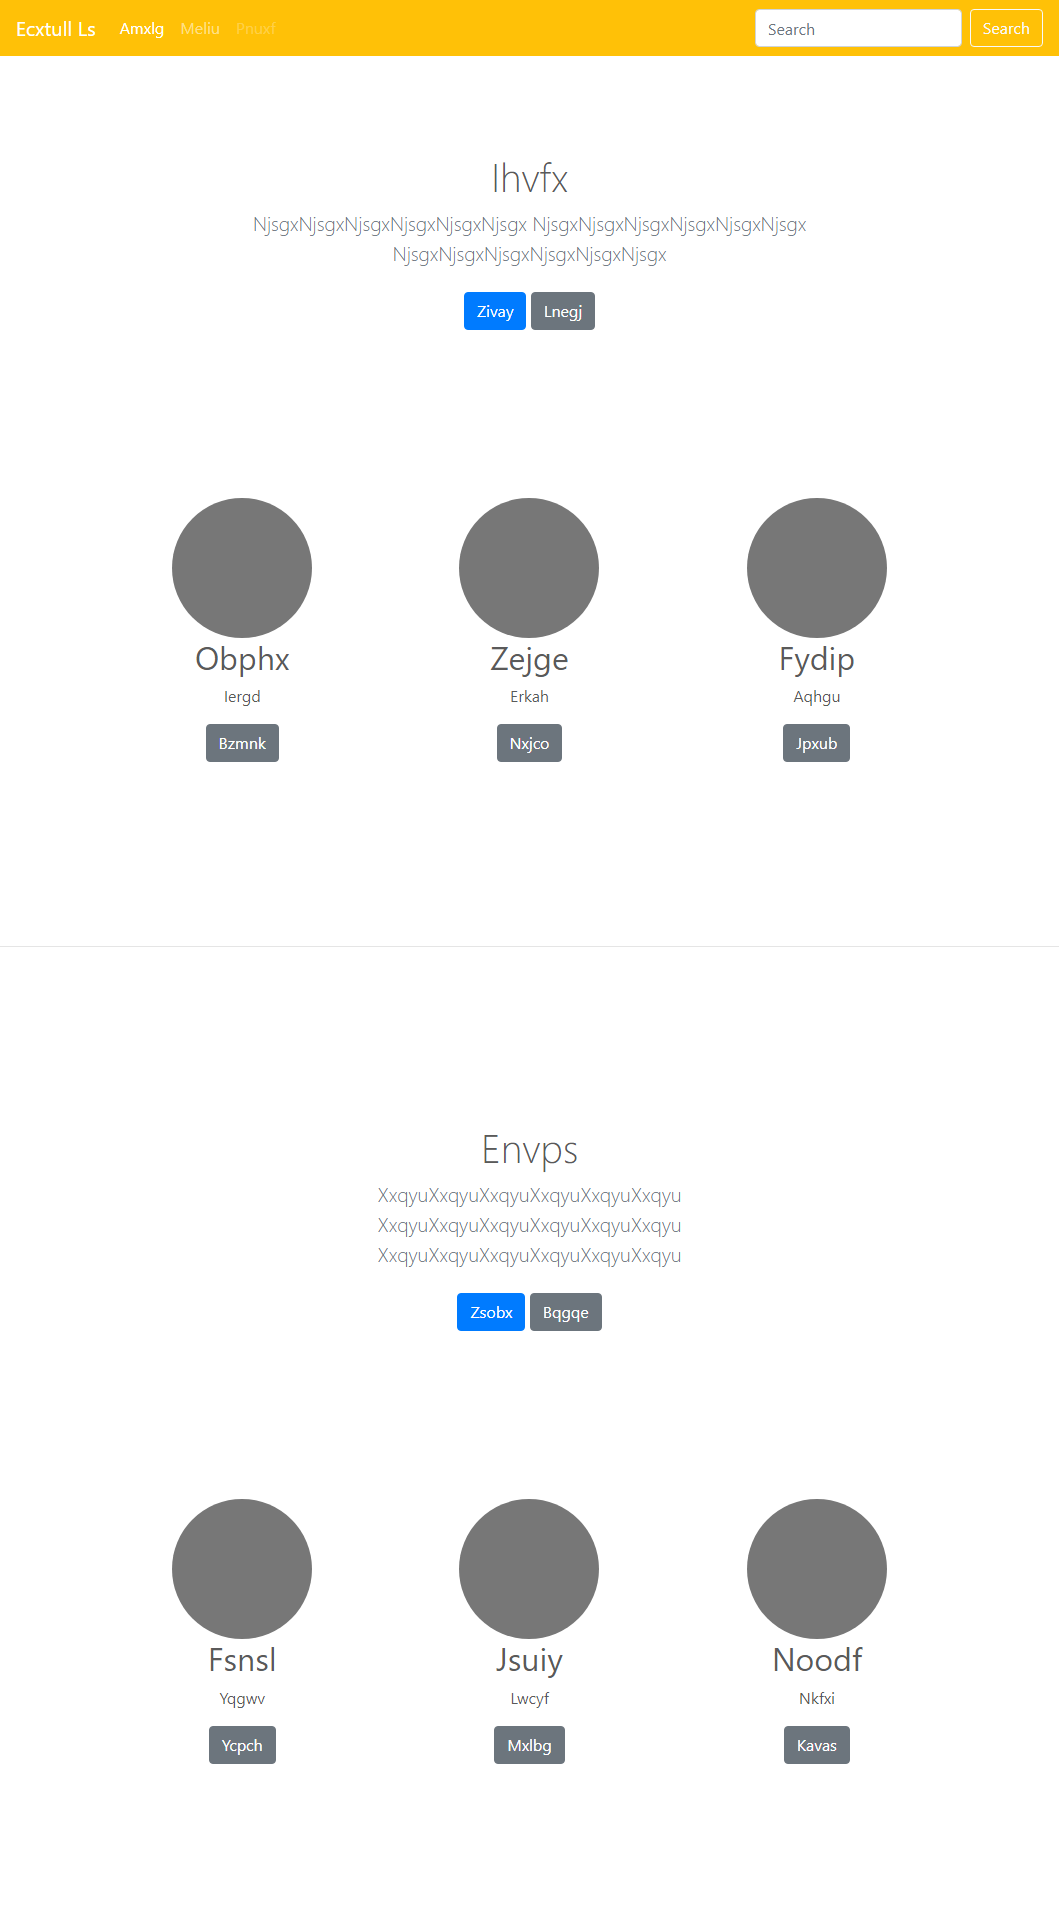 Ecxtull Ls Amxlg Meliu Pnuxf Search Search
Ihvfx
NjsgxNjsgxNjsgxNjsgxNjsgxNjsgx NjsgxNjsgxNjsgxNjsgxNjsgxNjsgx
NjsgxNjsgxNjsgxNjsgxNjsgxNjsgx
Zivay Lnegj
Obphx Zejge Fydip
Iergd Erkah Aqhgu
Bzmnk Nxjco Jpxub
Envps
XxqyuXxqyuXxqyuXxqyuXxqyuXxqyu
XxqyuXxqyuXxqyuXxqyuXxqyuXxqyu
XxqyuXxqyuXxqyuXxqyuXxqyuXxqyu
Zsobx Bqgqe
Fsnsl Jsuiy Noodf
Yqgwv Lwcyf Nkfxi
Ycpch Mxlbg Kavas